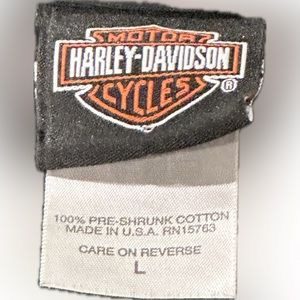 MOTOR
HARLEY-DAVIDSON
CYCLES
®
100% PRE-SHRUNK COTTON
MADE IN U.S.A. RN15763
CARE ON REVERSE
L